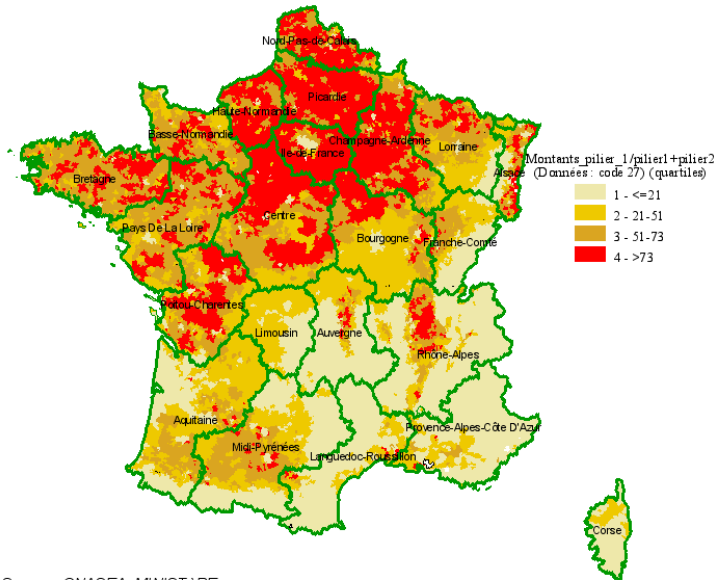 Nord-Pas-de-Calais
Picardie
Haute-Normandie
Basse-Normandie
Champagne-Ardenne
Ile-de-France
Lorraine
Alsace
Bretagne
Pays De La Loire
Centre
Bourgogne
Franche-Comté
Poitou-Charentes
Limousin
Auvergne
Rhône-Alpes
Aquitaine
Midi-Pyrénées
Languedoc-Roussillon
Provence-Alpes-Côte D'Azur
Corse
Montants_pilier_1/pilier1+pilier2
(Données : code 27) (quartiles)
1 - <=21
2 - 21-51
3 - 51-73
4 - >73